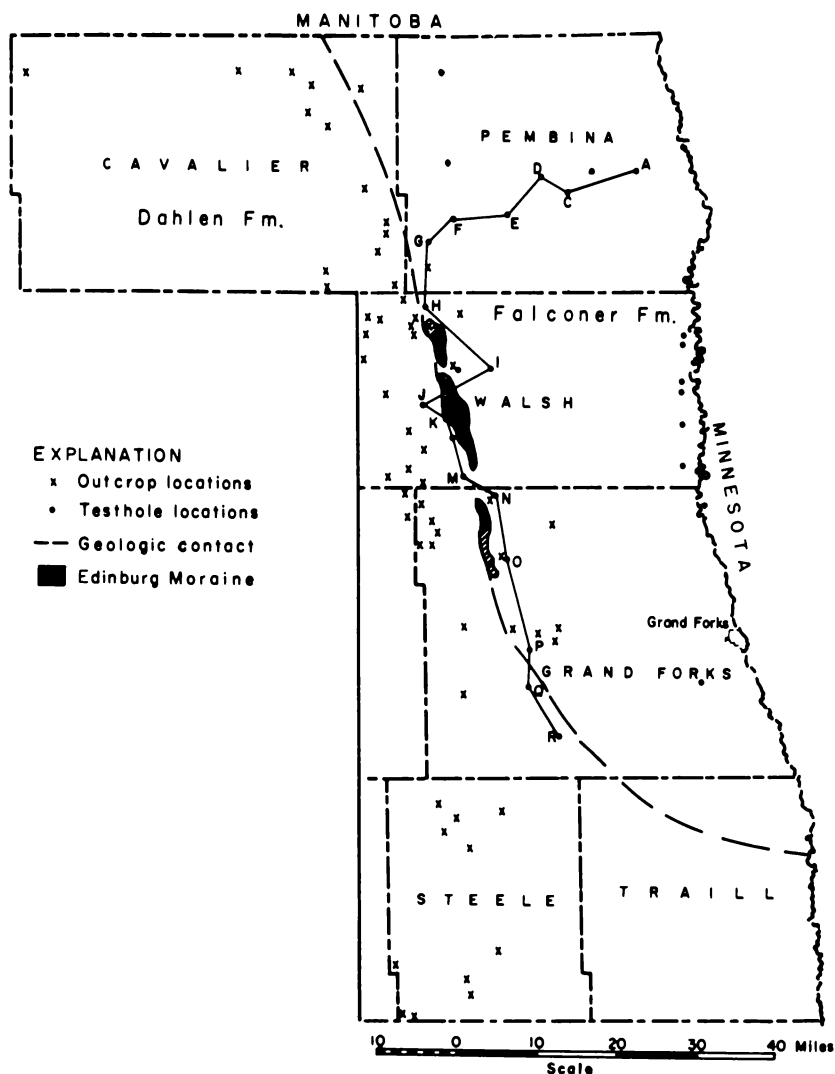 MANITOBA
PEMBINA
CAVALIER
D
A
C
Dahlen Fm.
F
E
G
H
Falconer Fm.
I
J
WALSH
K
EXPLANATION
x Outcrop locations
• Testhole locations
Geologic contact
Edinburg Moraine
M
N
MINNESOTA
O
Grand Forks
P
GRAND FORKS
Q
R
STEELE
TRAILL
10 0 10 20 30 40 Miles
Scale